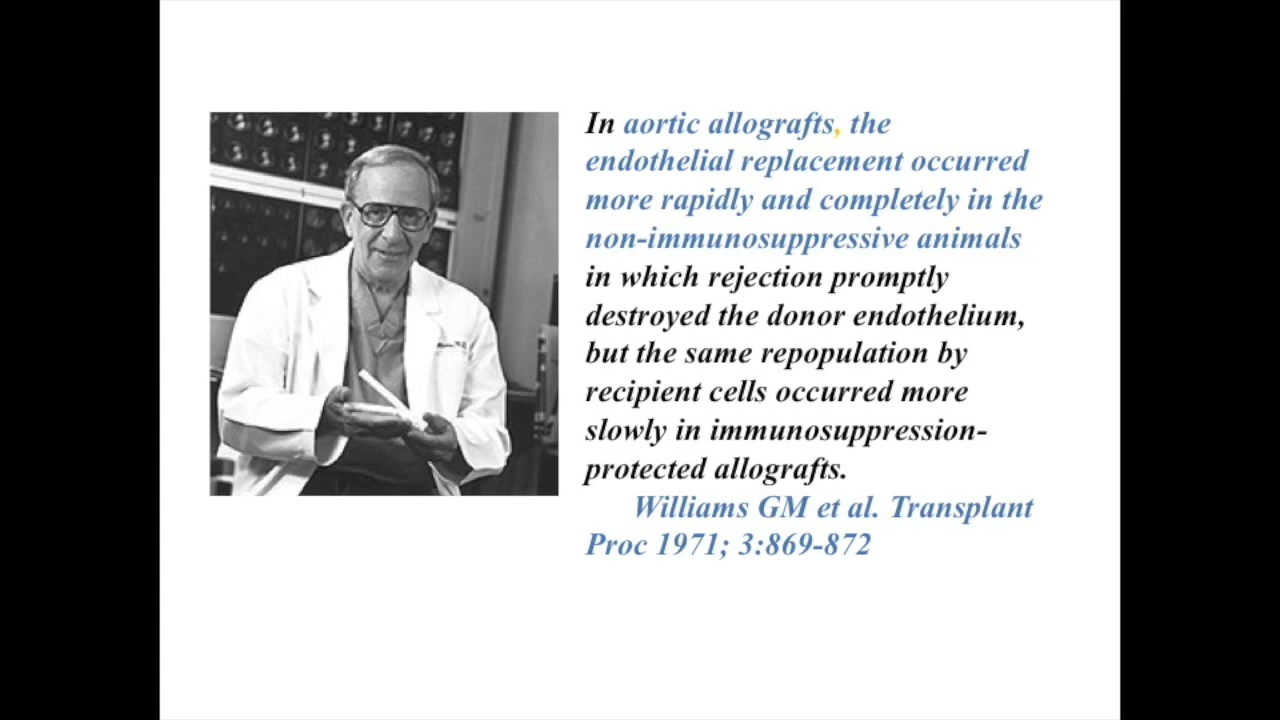 In aortic allografts, the
endothelial replacement occurred
more rapidly and completely in the
non-immunosuppressive animals
in which rejection promptly
destroyed the donor endothelium,
but the same repopulation by
recipient cells occurred more
slowly in immunosuppression-
protected allografts.
Williams GM et al. Transplant
Proc 1971; 3:869-872